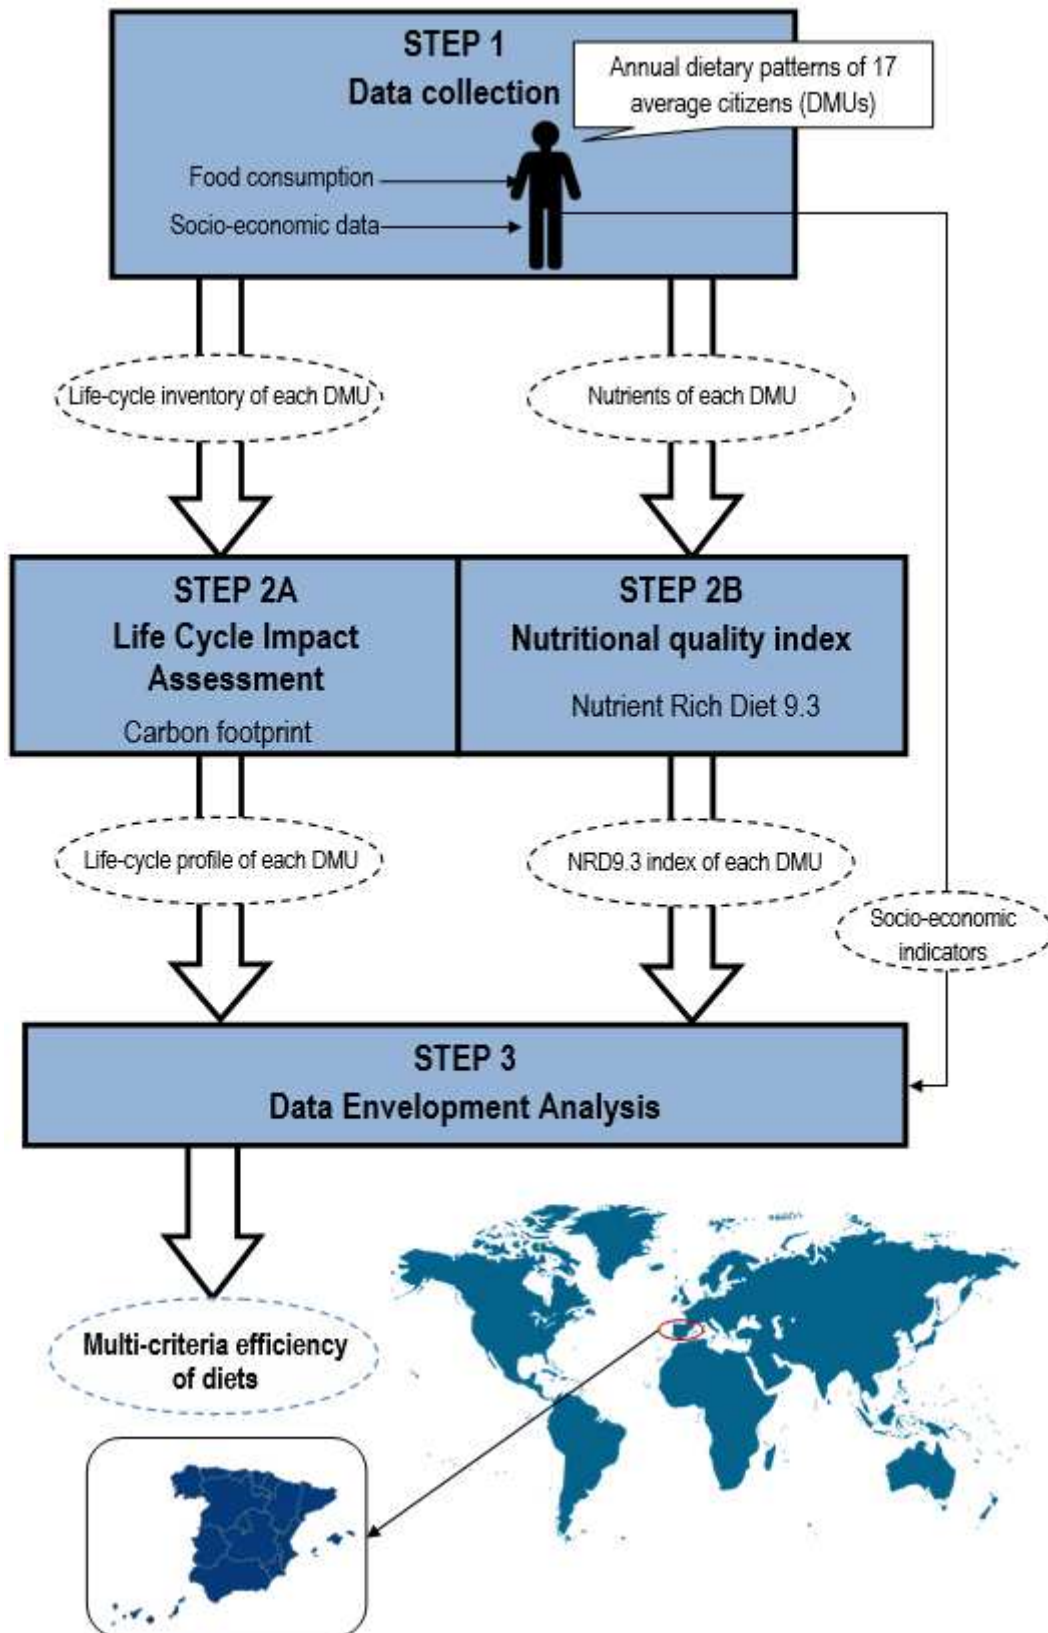 STEP 1
Data collection
Annual dietary patterns of 17
average citizens (DMUs)
Food consumption
Socio-economic data
Life-cycle inventory of each DMU
Nutrients of each DMU
STEP 2A
Life Cycle Impact
Assessment
Carbon footprint
STEP 2B
Nutritional quality index
Nutrient Rich Diet 9.3
Life-cycle profile of each DMU
NRD9.3 index of each DMU
Socio-economic
indicators
STEP 3
Data Envelopment Analysis
Multi-criteria efficiency
of diets